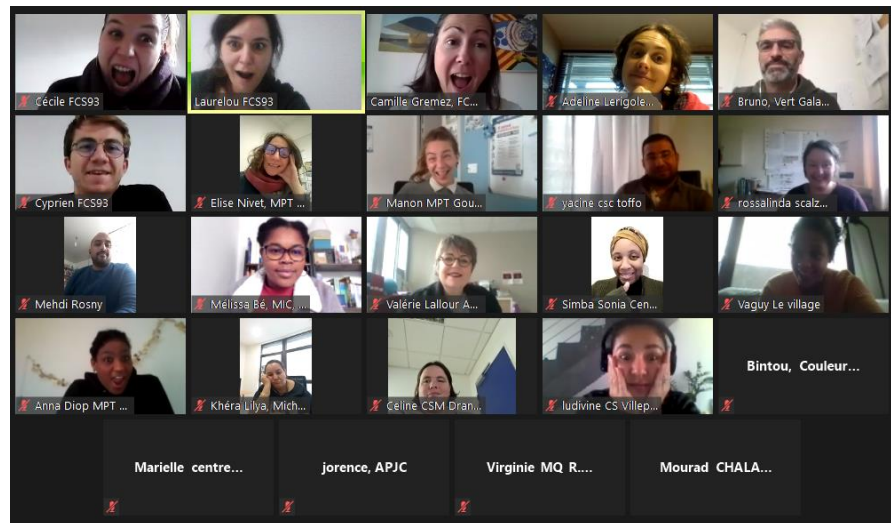 Cécile FCS93
Laurelou FCS93
Camille Gremez, FC...
Adeline Lerigole...
Bruno, Vert Gala...
Cyprien FCS93
Elise Nivet, MPT ...
Manon MPT Gou...
yacine csc toffo
rossalinda scalz...
Mehdi Rosny
Mélissa Bé, MIC, ...
Valérie Lallour A...
Simba Sonia Cen...
Vaguy Le village
Anna Diop MPT ...
Khéra Lilya, Mich...
Celine CSM Dran...
ludivine CS Villep...
Bintou, Couleur...
Marielle centre...
jorence, APJC
Virginie MQ R....
Mourad CHALA...